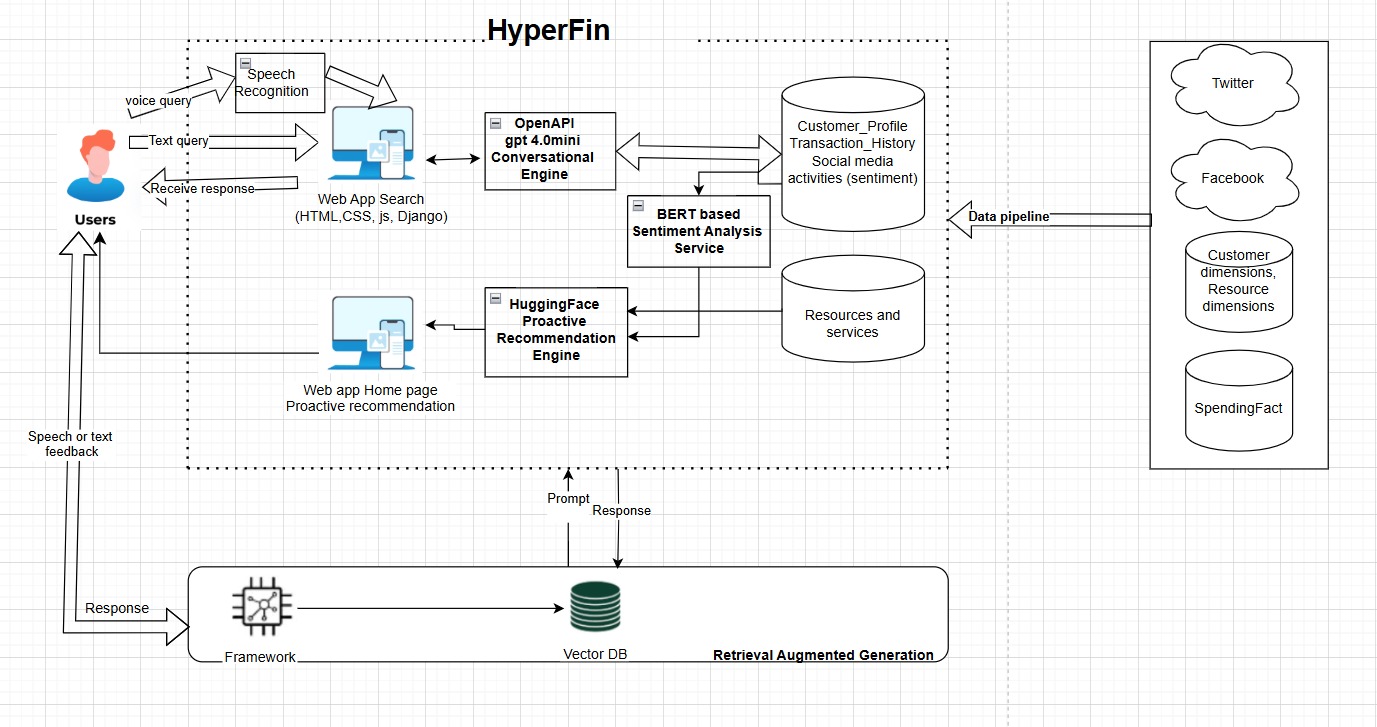 HyperFin
Speech
Recognition
voice query
Text query
Receive response
Users
Web App Search
(HTML,CSS, js, Django)
OpenAPI
gpt 4.0mini
Conversational
Engine
Customer_Profile
Transaction_History
Social media
activities (sentiment)
BERT based
Sentiment Analysis
Service
HuggingFace
Proactive
Recommendation
Engine
Resources and
services
Web app Home page
Proactive recommendation
Data pipeline
Twitter
Facebook
Customer
dimensions,
Resource
dimensions
SpendingFact
Speech or text
feedback
Prompt
Response
Response
Framework
Vector DB
Retrieval Augmented Generation